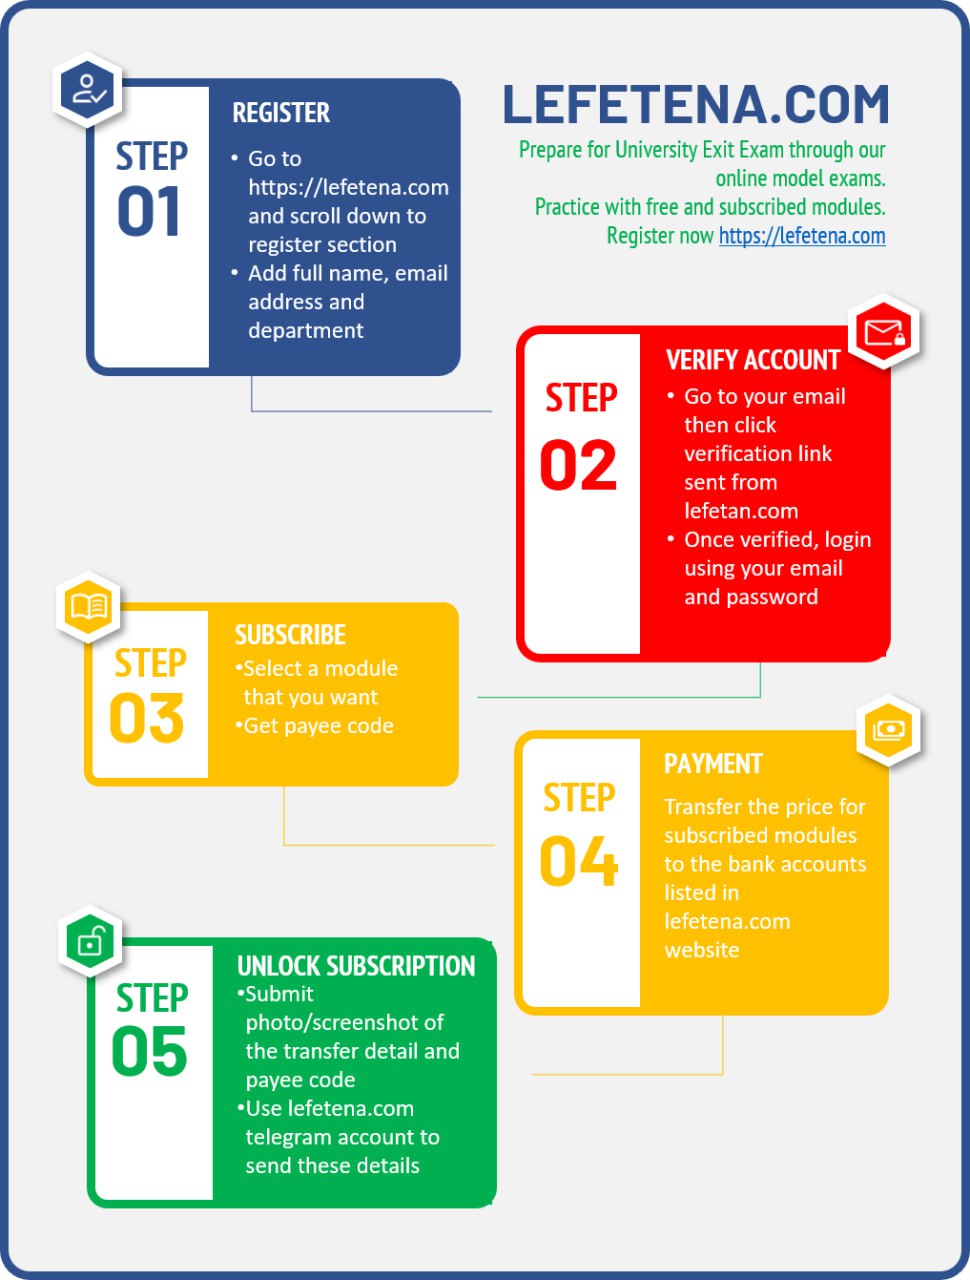 LEFETENA.COM
Prepare for University Exit Exam through our
online model exams.
Practice with free and subscribed modules.
Register now https://lefetena.com
STEP
01
REGISTER
• Go to
https://lefetena.com
and scroll down to
register section
• Add full name, email
address and
department
STEP
02
VERIFY ACCOUNT
• Go to your email
then click
verification link
sent from
lefetan.com
• Once verified, login
using your email
and password
STEP
03
SUBSCRIBE
•Select a module
that you want
•Get payee code
STEP
04
PAYMENT
Transfer the price for
subscribed modules
to the bank accounts
listed in
lefetena.com
website
STEP
05
UNLOCK SUBSCRIPTION
•Submit
photo/screenshot of
the transfer detail and
payee code
•Use lefetena.com
telegram account to
send these details